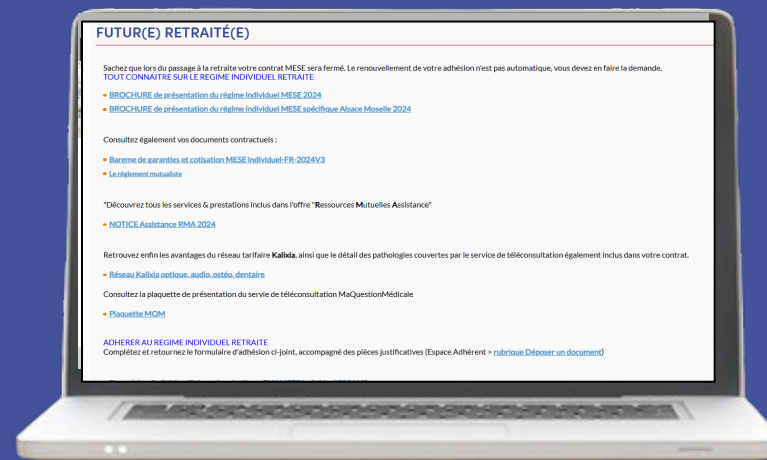 FUTUR(E) RETRAITÉ(E)
Sachez que lors du passage à la retraite votre contrat MESE sera fermé. Le renouvellement de votre adhésion n'est pas automatique, vous devez en faire la demande.
TOUT CONNAITRE SUR LE REGIME INDIVIDUEL RETRAITE
BROCHURE de présentation du régime individuel MESE 2024
BROCHURE de présentation du régime individuel MESE spécifique Alsace Moselle 2024
Consultez également vos documents contractuels :
Bareme de garanties et cotisation MESE individuel-FR-2024V3
Le règlement mutualiste
"Découvrez tous les services & prestations inclus dans l'offre "Ressources Mutuelles Assistance"
NOTICE Assistance RMA 2024
Retrouvez enfin les avantages du réseau tarifaire Kalixia, ainsi que le détail des pathologies couvertes par le service de téléconsultation également inclus dans votre contrat.
Réseau Kalixia optique, audio, ostéo, dentaire
Consultez la plaquette de présentation du servie de téléconsultation MaQuestionMédicale
Plaquette MQM
ADHERER AU REGIME INDIVIDUEL RETRAITE
Complétez et retournez le formulaire d'adhésion ci-joint, accompagné des pièces justificatives (Espace Adhérent > rubrique Déposer un document)